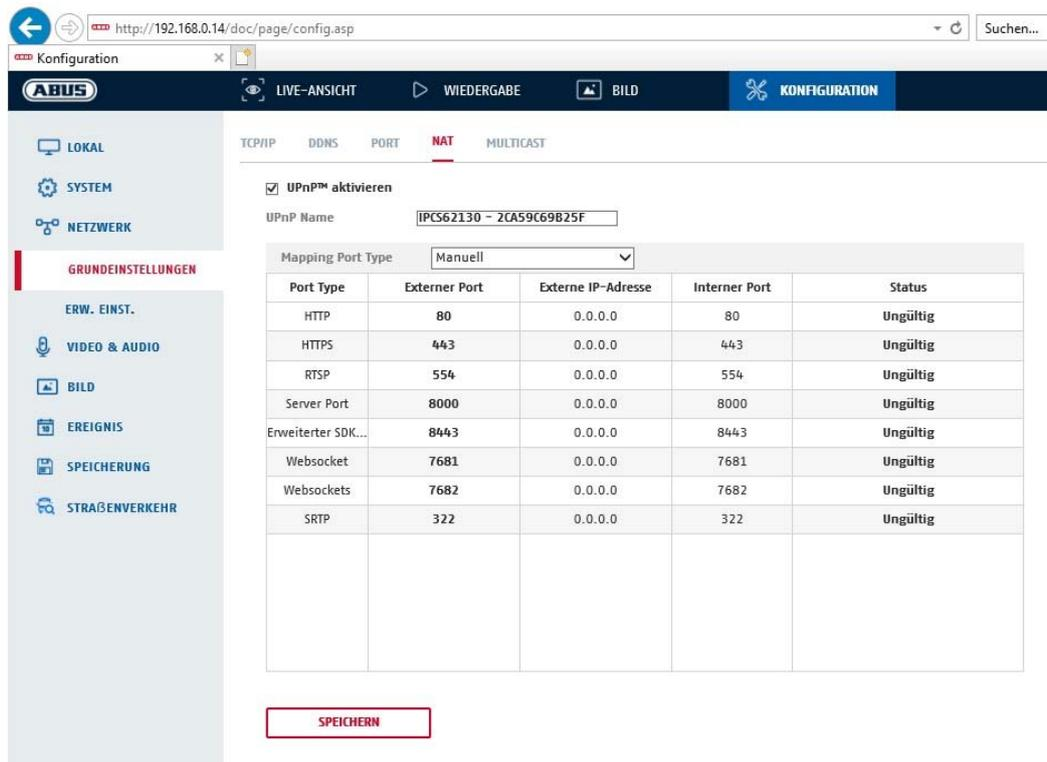 http://192.168.0.14/doc/page/config.asp
Suchen...
Konfiguration
ABUS
LIVE-ANSICHT WIEDERGABE BILD KONFIGURATION
LOKAL
SYSTEM
NETZWERK
GRUNDEINSTELLUNGEN
ERW. EINST.
VIDEO & AUDIO
BILD
EREIGNIS
SPEICHERUNG
STRAßENVERKEHR
TCP/IP DDNS PORT NAT MULTICAST
UPnP™ aktivieren
UPnP Name IPCS62130 - 2CA59C69B25F
Mapping Port Type Manuell
Port Type Externer Port Externe IP-Adresse Interner Port Status
HTTP 80 0.0.0.0 80 Ungültig
HTTPS 443 0.0.0.0 443 Ungültig
RTSP 554 0.0.0.0 554 Ungültig
Server Port 8000 0.0.0.0 8000 Ungültig
Erweiterter SDK... 8443 0.0.0.0 8443 Ungültig
Websocket 7681 0.0.0.0 7681 Ungültig
Websockets 7682 0.0.0.0 7682 Ungültig
SRTP 322 0.0.0.0 322 Ungültig
SPEICHERN